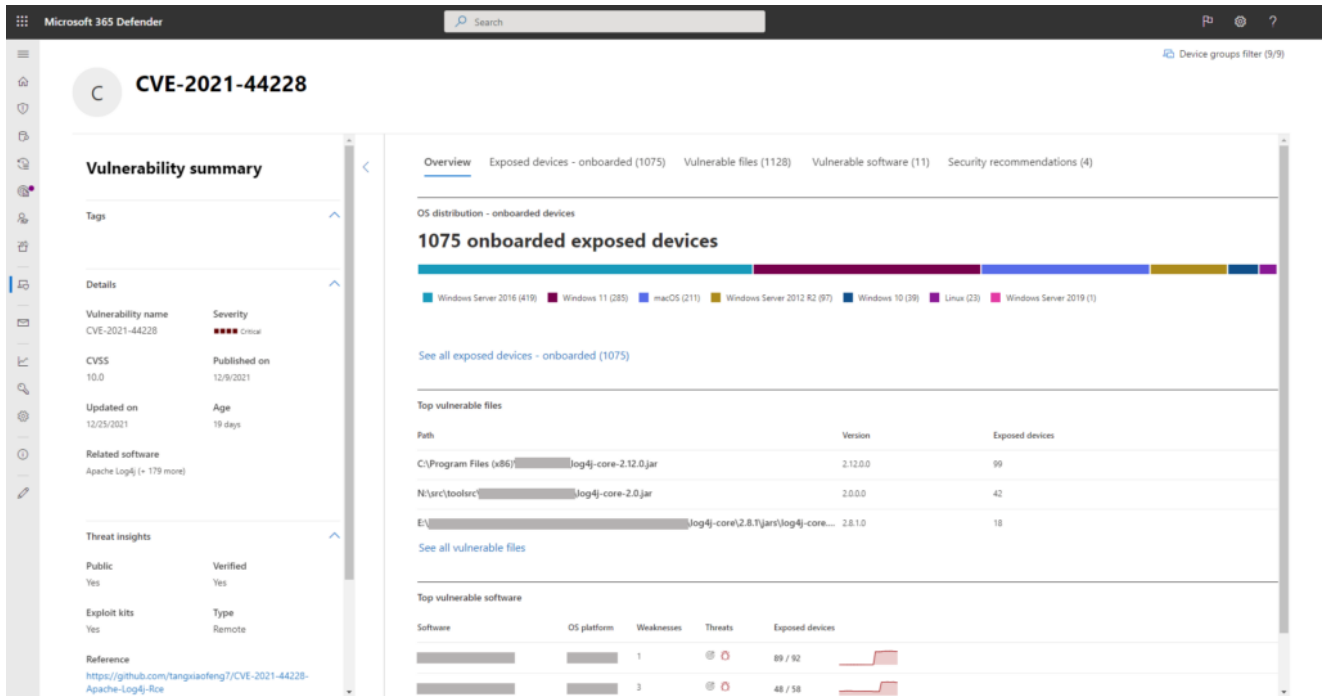 Microsoft 365 Defender
Search
Device groups filter (9/9)
C
CVE-2021-44228
Vulnerability summary
Tags
Details
Vulnerability name Severity
CVE-2021-44228 Critical
CVSS Published on
10.0 12/9/2021
Updated on Age
12/25/2021 19 days
Related software
Apache Log4j (+ 179 more)
Threat insights
Public Verified
Yes Yes
Exploit kits Type
Yes Remote
Reference
https://github.com/tangxiaofeng7/CVE-2021-44228-
Apache-Log4j-Rce
Overview Exposed devices - onboarded (1075) Vulnerable files (1128) Vulnerable software (11) Security recommendations (4)
OS distribution - onboarded devices
1075 onboarded exposed devices
Windows Server 2016 (419) Windows 11 (285) macOS (211) Windows Server 2012 R2 (97) Windows 10 (39) Linux (23) Windows Server 2019 (1)
See all exposed devices - onboarded (1075)
Top vulnerable files
Path Version Exposed devices
C:\Program Files (x86)\ log4j-core-2.12.0.jar 2.12.0.0 99
N:\src\toolsrc\ \log4j-core-2.0.jar 2.0.0.0 42
E:\ \log4j-core\2.8.1\jars\log4j-core... 2.8.1.0 18
See all vulnerable files
Top vulnerable software
Software OS platform Weaknesses Threats Exposed devices
1 89 / 92
3 48 / 58